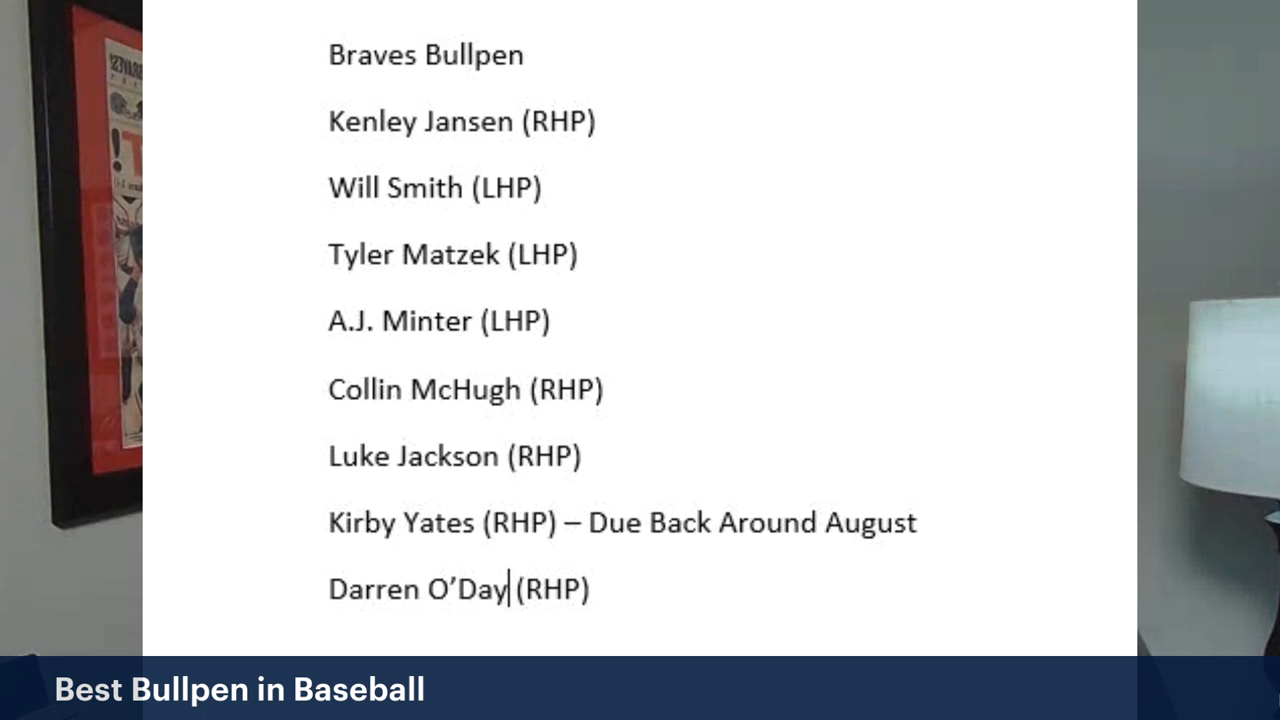 Braves Bullpen
Kenley Jansen (RHP)
Will Smith (LHP)
Tyler Matzek (LHP)
A.J. Minter (LHP)
Collin McHugh (RHP)
Luke Jackson (RHP)
Kirby Yates (RHP) – Due Back Around August
Darren O’Day (RHP)
Best Bullpen in Baseball